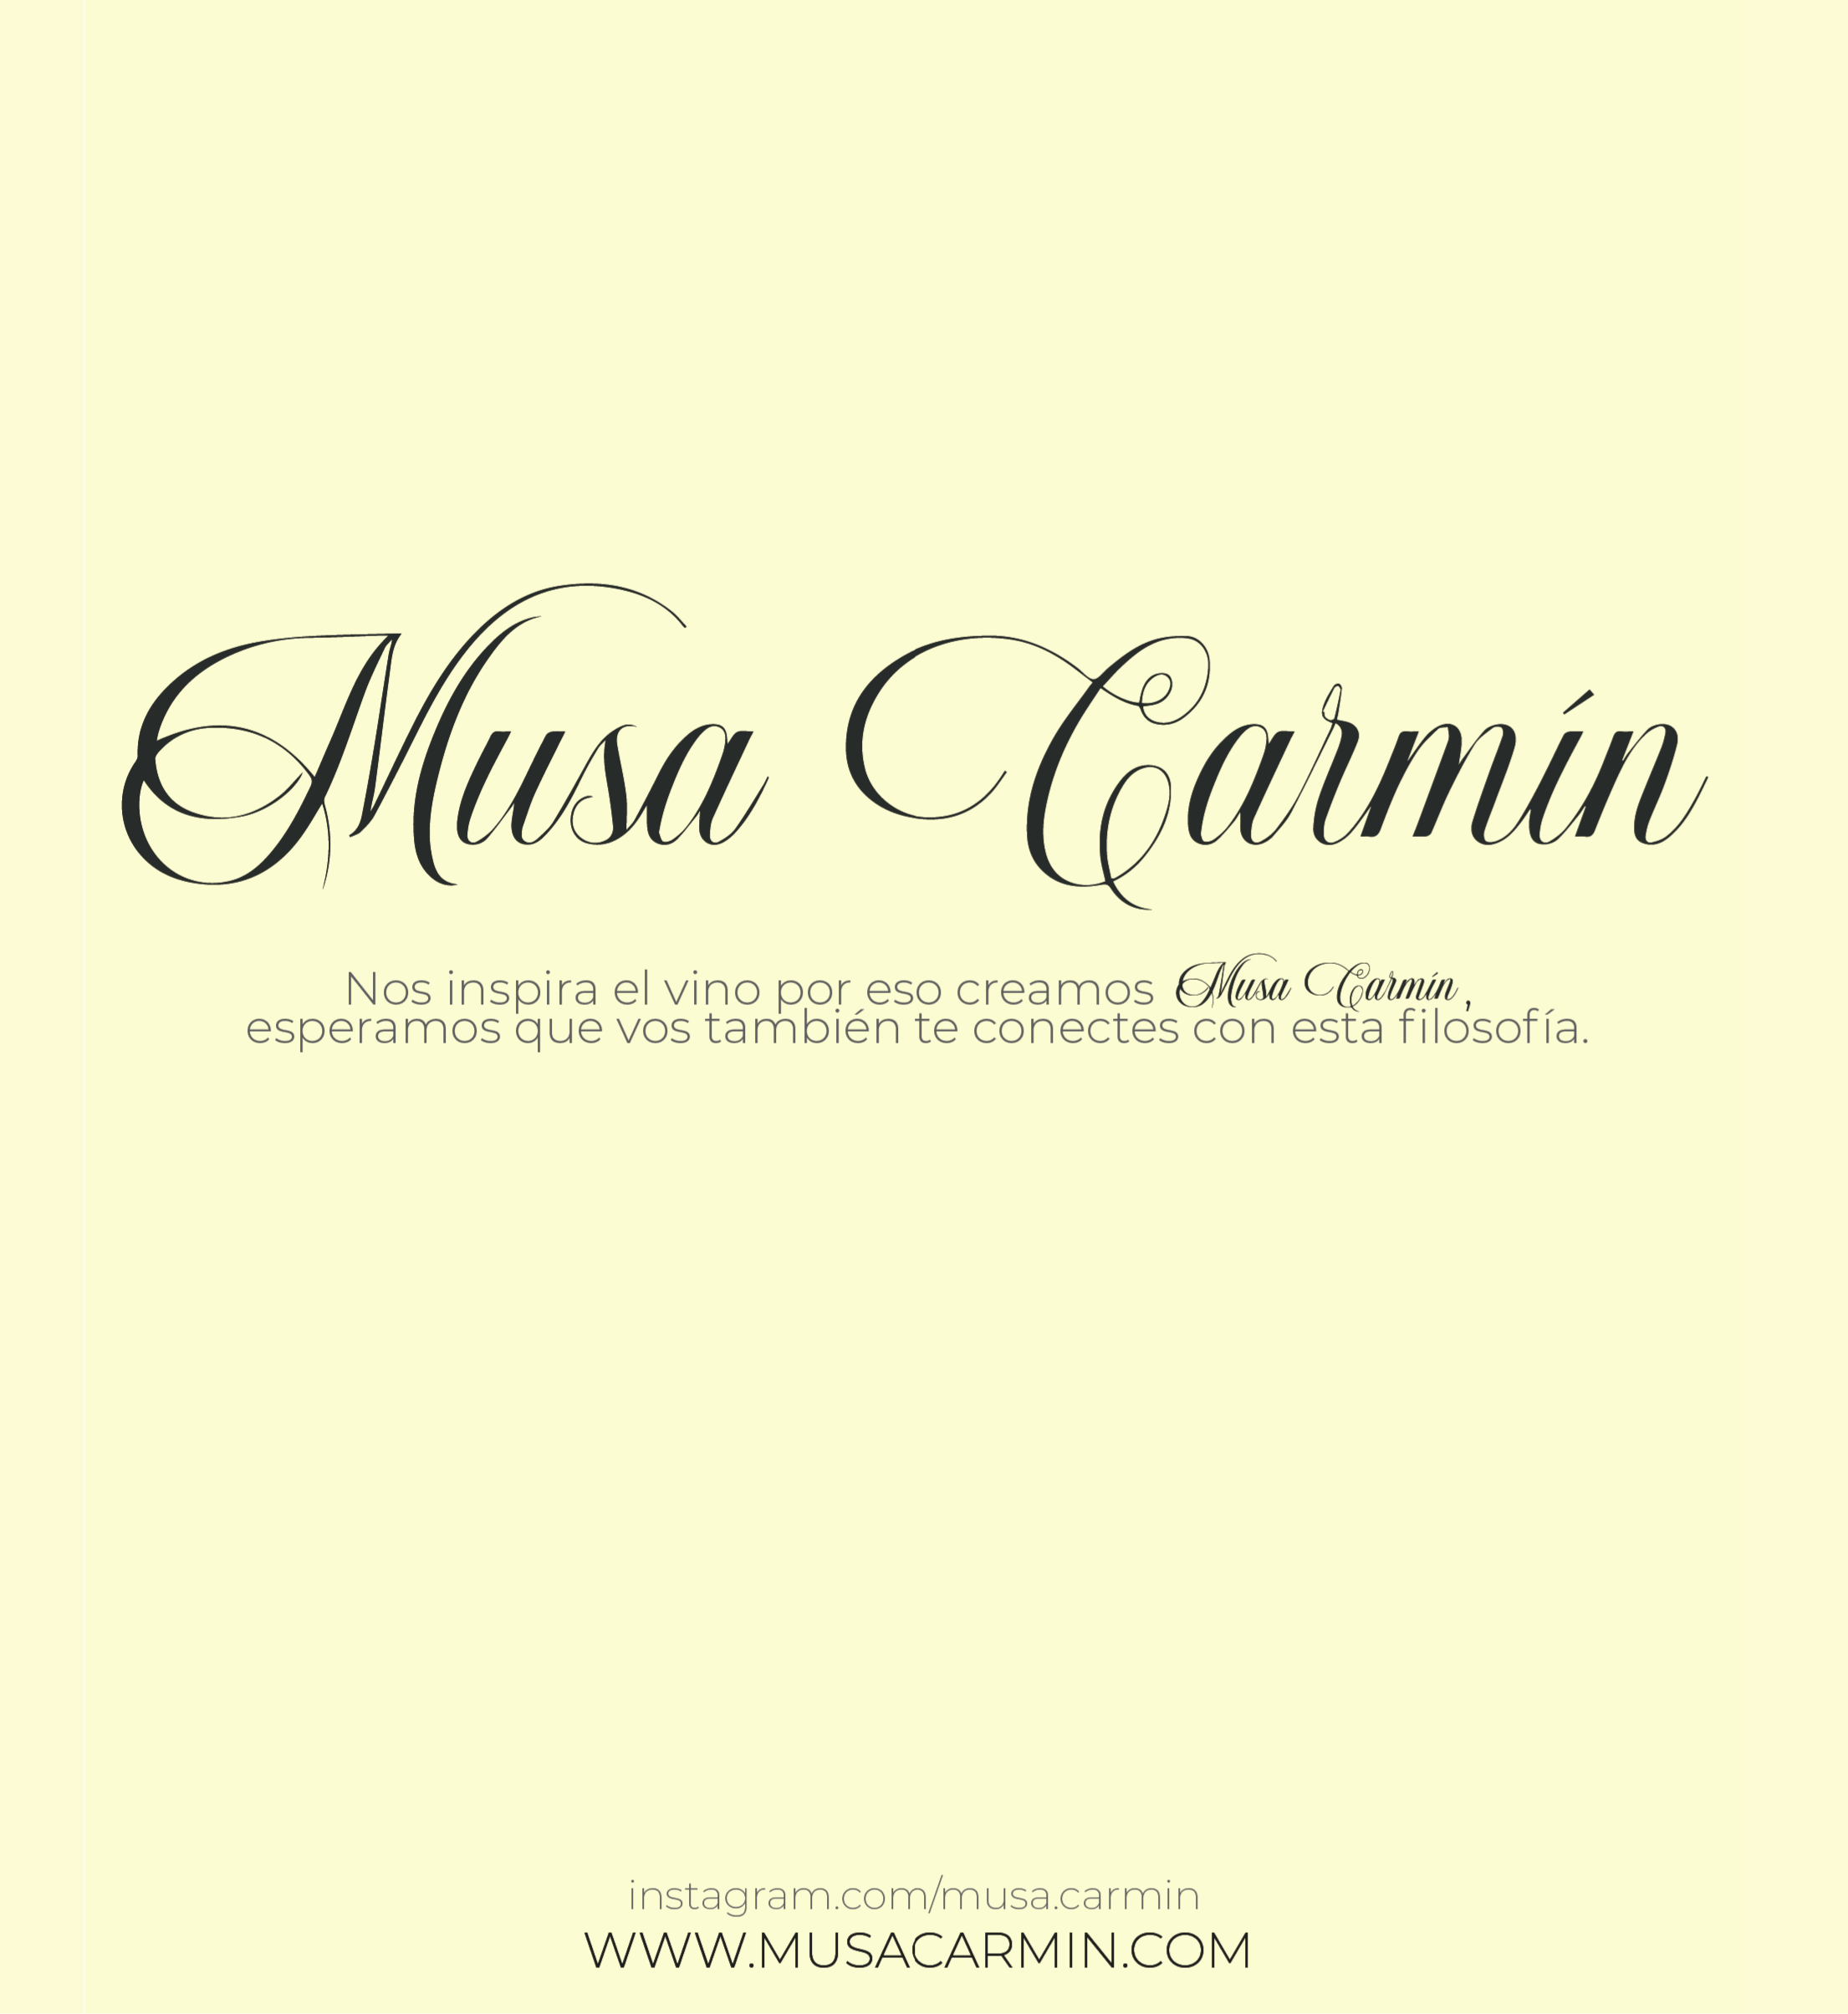 Musa Carmín
Nos inspira el vino por eso creamos Musa Carmín,
esperamos que vos también te conectes con esta filosofía.
instagram.com/musa.carmin
WWW.MUSACARMIN.COM